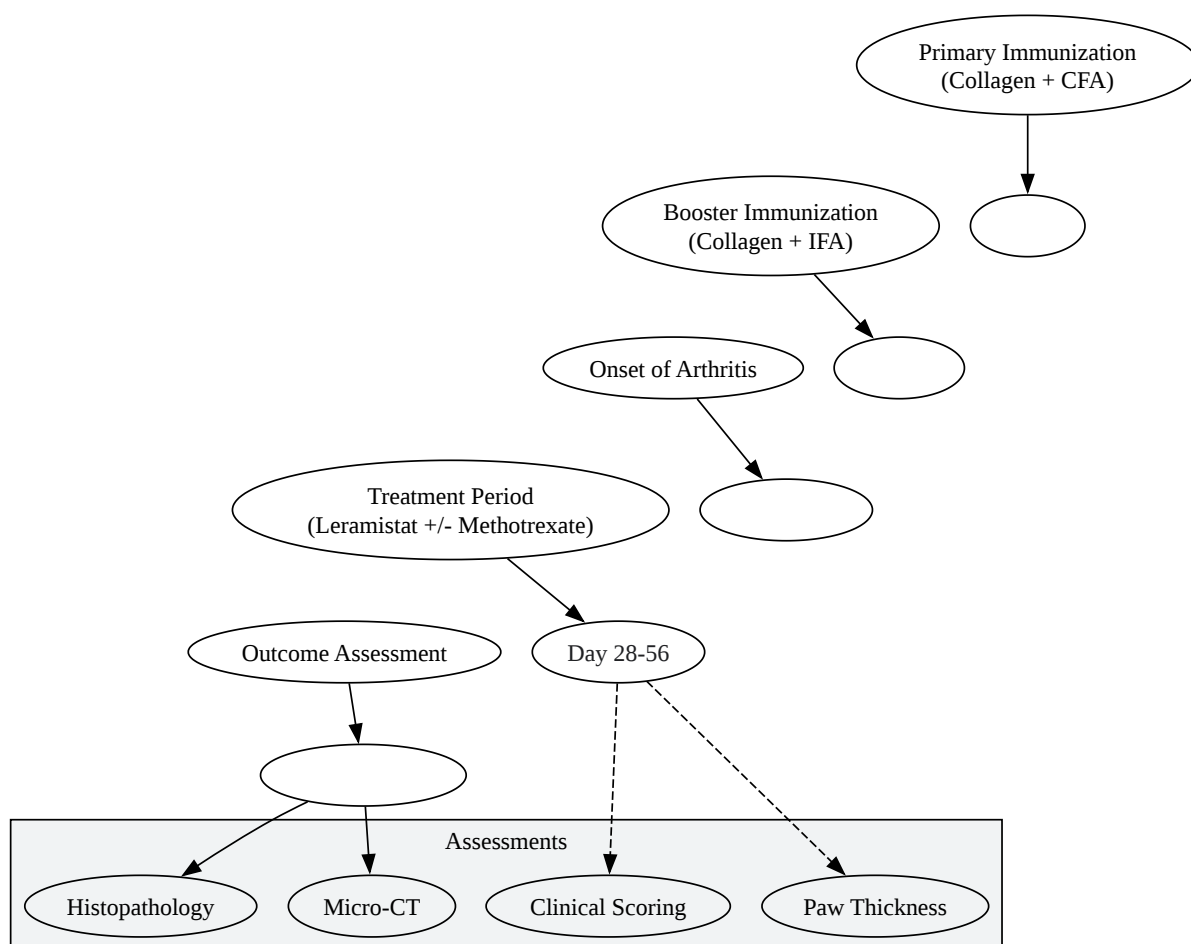 Primary Immunization
(Collagen + CFA)
Booster Immunization
(Collagen + IFA)
Onset of Arthritis
Treatment Period
(Leramistat +/- Methotrexate)
Outcome Assessment
Day 28-56
Assessments
Histopathology
Micro-CT
Clinical Scoring
Paw Thickness